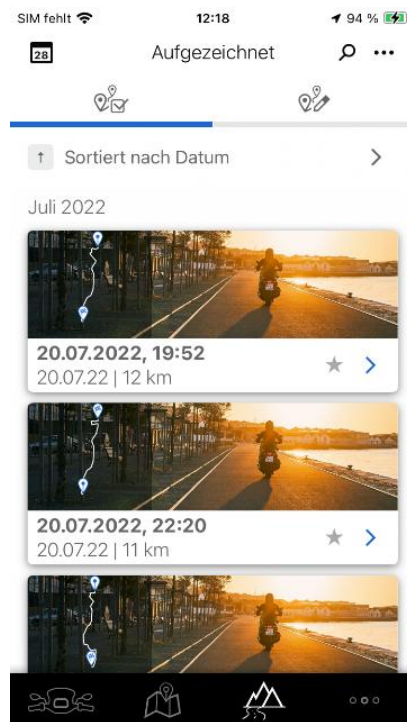 SIM fehlt 12:18 94 %
28 Aufgezeichnet
Sortiert nach Datum
Juli 2022
20.07.2022, 19:52
20.07.22 | 12 km
20.07.2022, 22:20
20.07.22 | 11 km